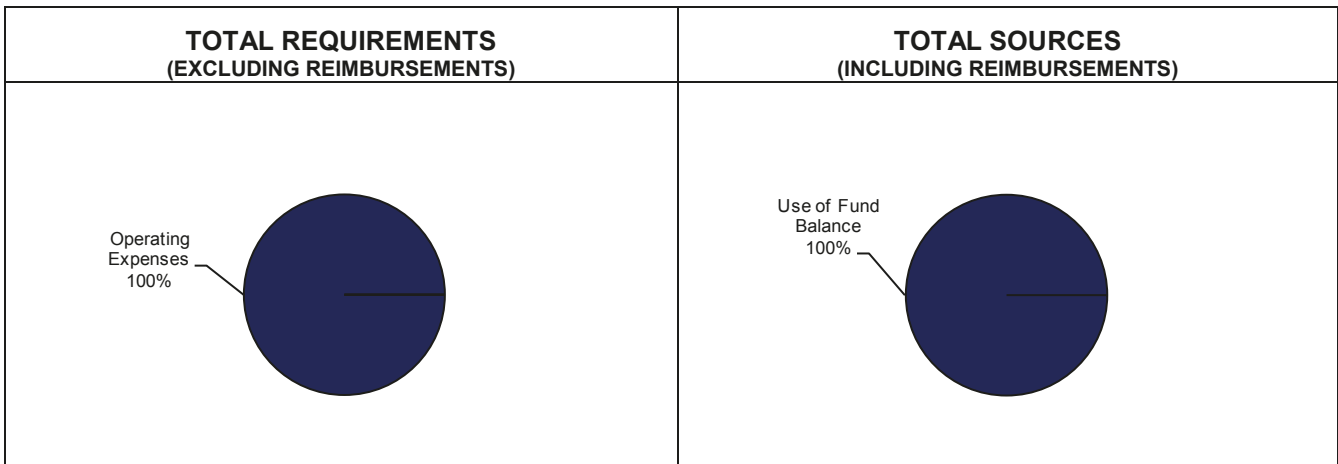 TOTAL REQUIREMENTS
(EXCLUDING REIMBURSEMENTS)
TOTAL SOURCES
(INCLUDING REIMBURSEMENTS)
Operating
Expenses
100%
Use of Fund
Balance
100%